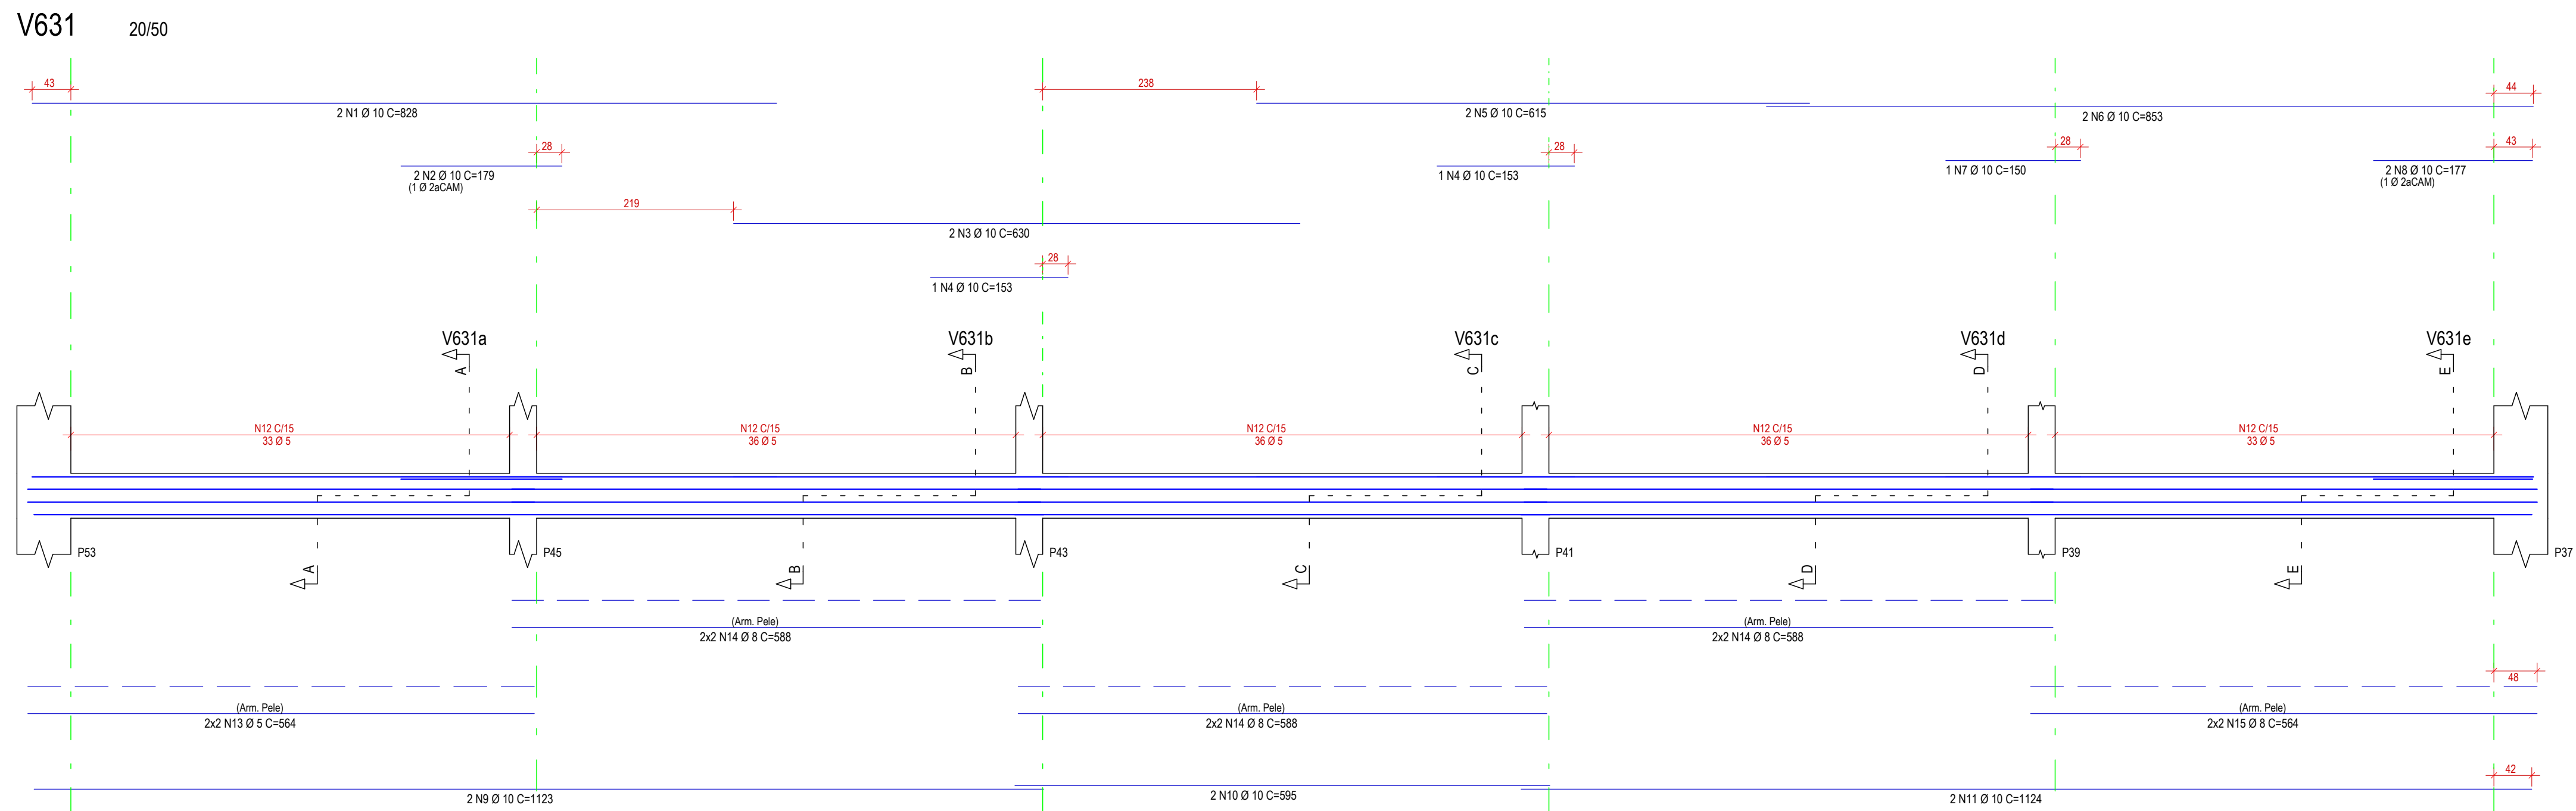 V631 20/50
43 238 44
2 N1 Ø 10 C=828 2 N5 Ø 10 C=615 2 N6 Ø 10 C=853
28 28 28 43
2 N2 Ø 10 C=179 1 N4 Ø 10 C=153 1 N7 Ø 10 C=150 2 N8 Ø 10 C=177
(1 Ø 2aCAM) (1 Ø 2aCAM)
219
2 N3 Ø 10 C=630
28
1 N4 Ø 10 C=153
V631a V631b V631c V631d V631e
A B C D E
N12 C/15 N12 C/15 N12 C/15 N12 C/15 N12 C/15
33 Ø 5 36 Ø 5 36 Ø 5 36 Ø 5 33 Ø 5
P53 P45 P43 P41 P39 P37
A B C D E
(Arm. Pele) (Arm. Pele)
2x2 N14 Ø 8 C=588 2x2 N14 Ø 8 C=588
48
(Arm. Pele) (Arm. Pele) (Arm. Pele)
2x2 N13 Ø 5 C=564 2x2 N14 Ø 8 C=588 2x2 N15 Ø 8 C=564
42
2 N9 Ø 10 C=1123 2 N10 Ø 10 C=595 2 N11 Ø 10 C=1124